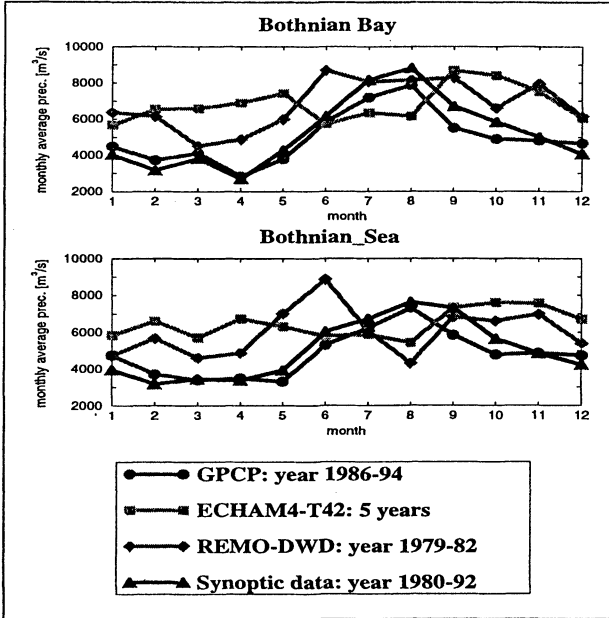 Bothnian Bay
monthly average prec. [m³/s]
10000
8000
6000
4000
2000
1 2 3 4 5 6 7 8 9 10 11 12
month
Bothnian_Sea
monthly average prec. [m³/s]
10000
8000
6000
4000
2000
1 2 3 4 5 6 7 8 9 10 11 12
month
GPCP: year 1986-94
ECHAM4-T42: 5 years
REMO-DWD: year 1979-82
Synoptic data: year 1980-92